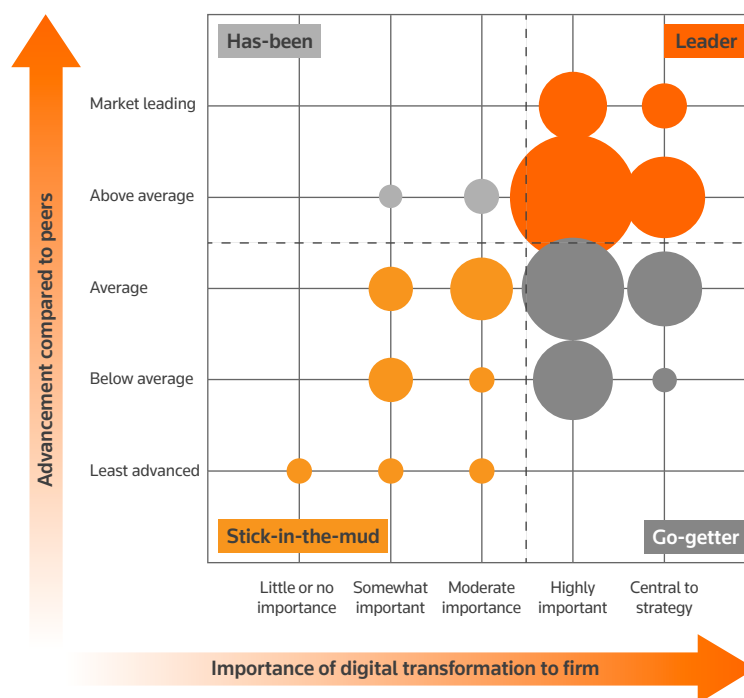 Has-been
Leader
Market leading
Above average
Average
Below average
Least advanced
Advancement compared to peers
Stick-in-the-mud
Go-getter
Little or no
importance
Somewhat
important
Moderate
importance
Highly
important
Central to
strategy
Importance of digital transformation to firm